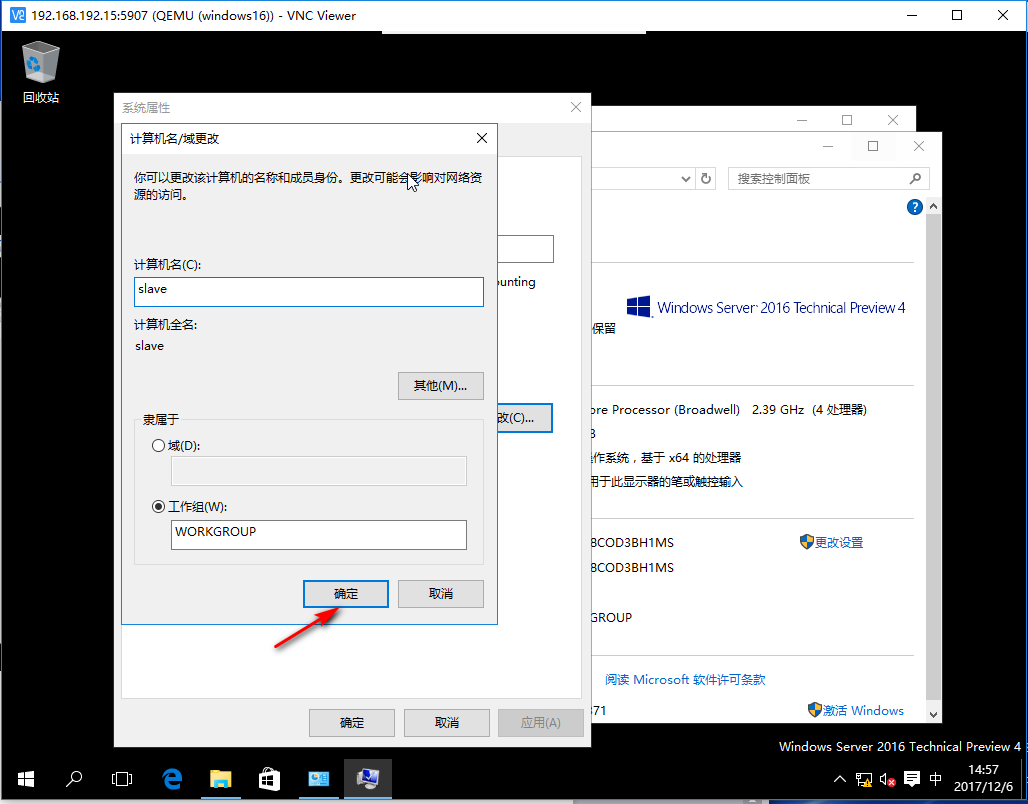 192.168.192.15:5907 (QEMU (windows16)) - VNC Viewer
回收站
系统属性
计算机名/域更改
你可以更改该计算机的名称和成员身份。更改可能会影响对网络资
源的访问。
计算机名(C):
slave
计算机全名:
slave
其他(M)...
隶属于
域(D):
工作组(W):
WORKGROUP
确定
取消
unting
改(C)...
确定
取消
应用(A)
搜索控制面板
Windows Server 2016 Technical Preview 4
保留
ore Processor (Broadwell) 2.39 GHz (4 处理器)
操作系统，基于 x64 的处理器
用于此显示器的笔或触控输入
8COD3BH1MS
更改设置
8COD3BH1MS
GROUP
阅读 Microsoft 软件许可条款
371
激活 Windows
Windows Server 2016 Technical Preview 4
中
14:57
2017/12/6